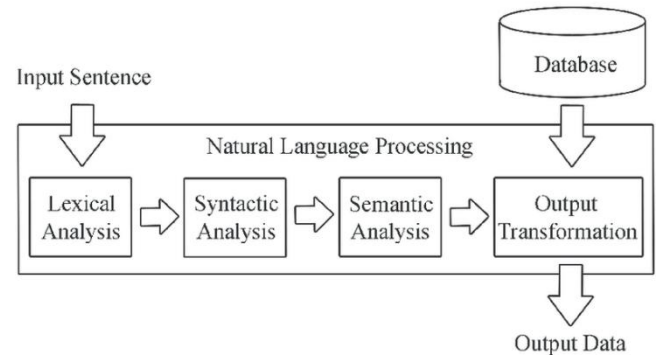 Input Sentence
Database
Natural Language Processing
Lexical
Analysis
Syntactic
Analysis
Semantic
Analysis
Output
Transformation
Output Data